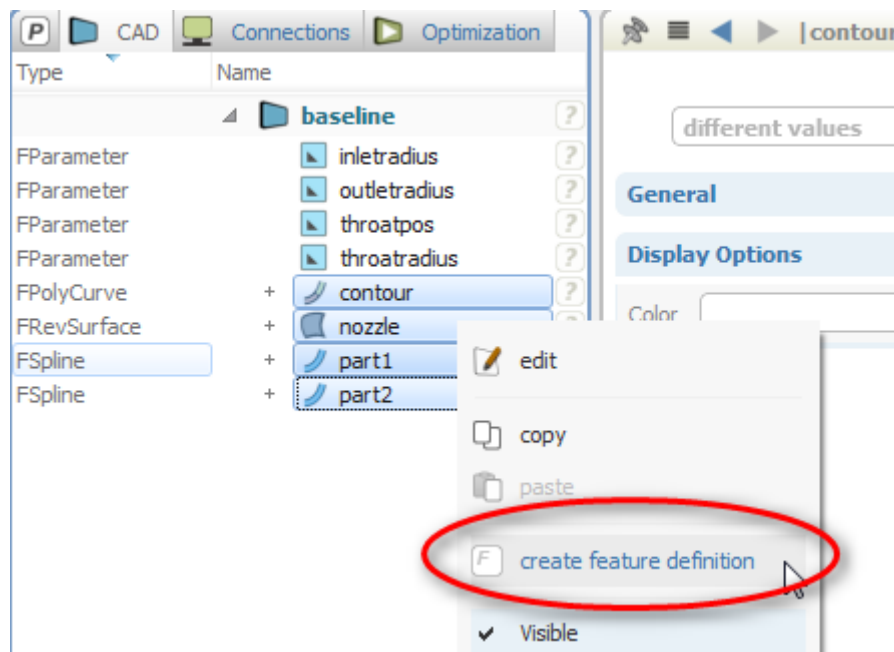 P CAD Connections Optimization | contour
Type Name
baseline ?
different values
FParameter inletradius ?
FParameter outletradius ?
General
FParameter throatpos ?
FParameter throatradius ?
Display Options
FPolyCurve + contour ?
Color
FRevSurface + nozzle
FSpline + part1
edit
FSpline + part2
copy
paste
F create feature definition
Visible